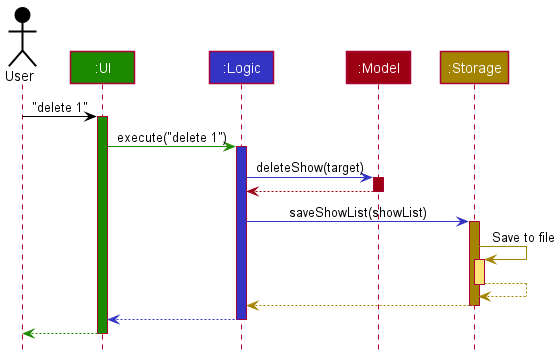 User
:UI
:Logic
:Model
:Storage
"delete 1"
execute("delete 1")
deleteShow(target)
saveShowList(showList)
Save to file